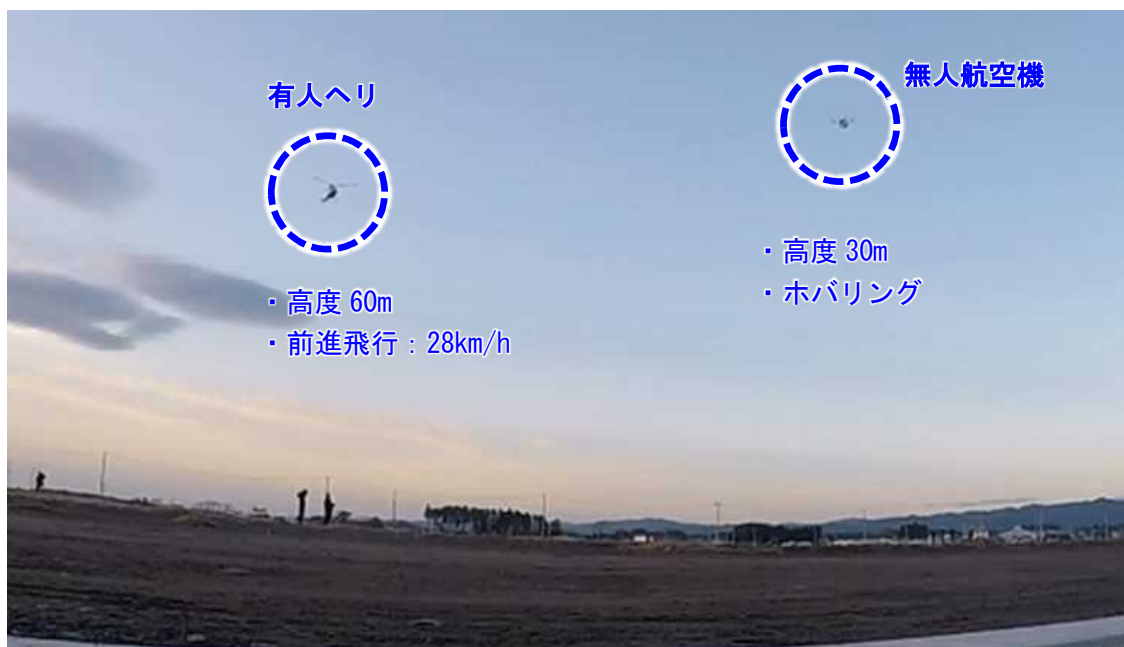 有人ヘリ
・高度 60m
・前進飛行：28km/h
無人航空機
・高度 30m
・ホバリング